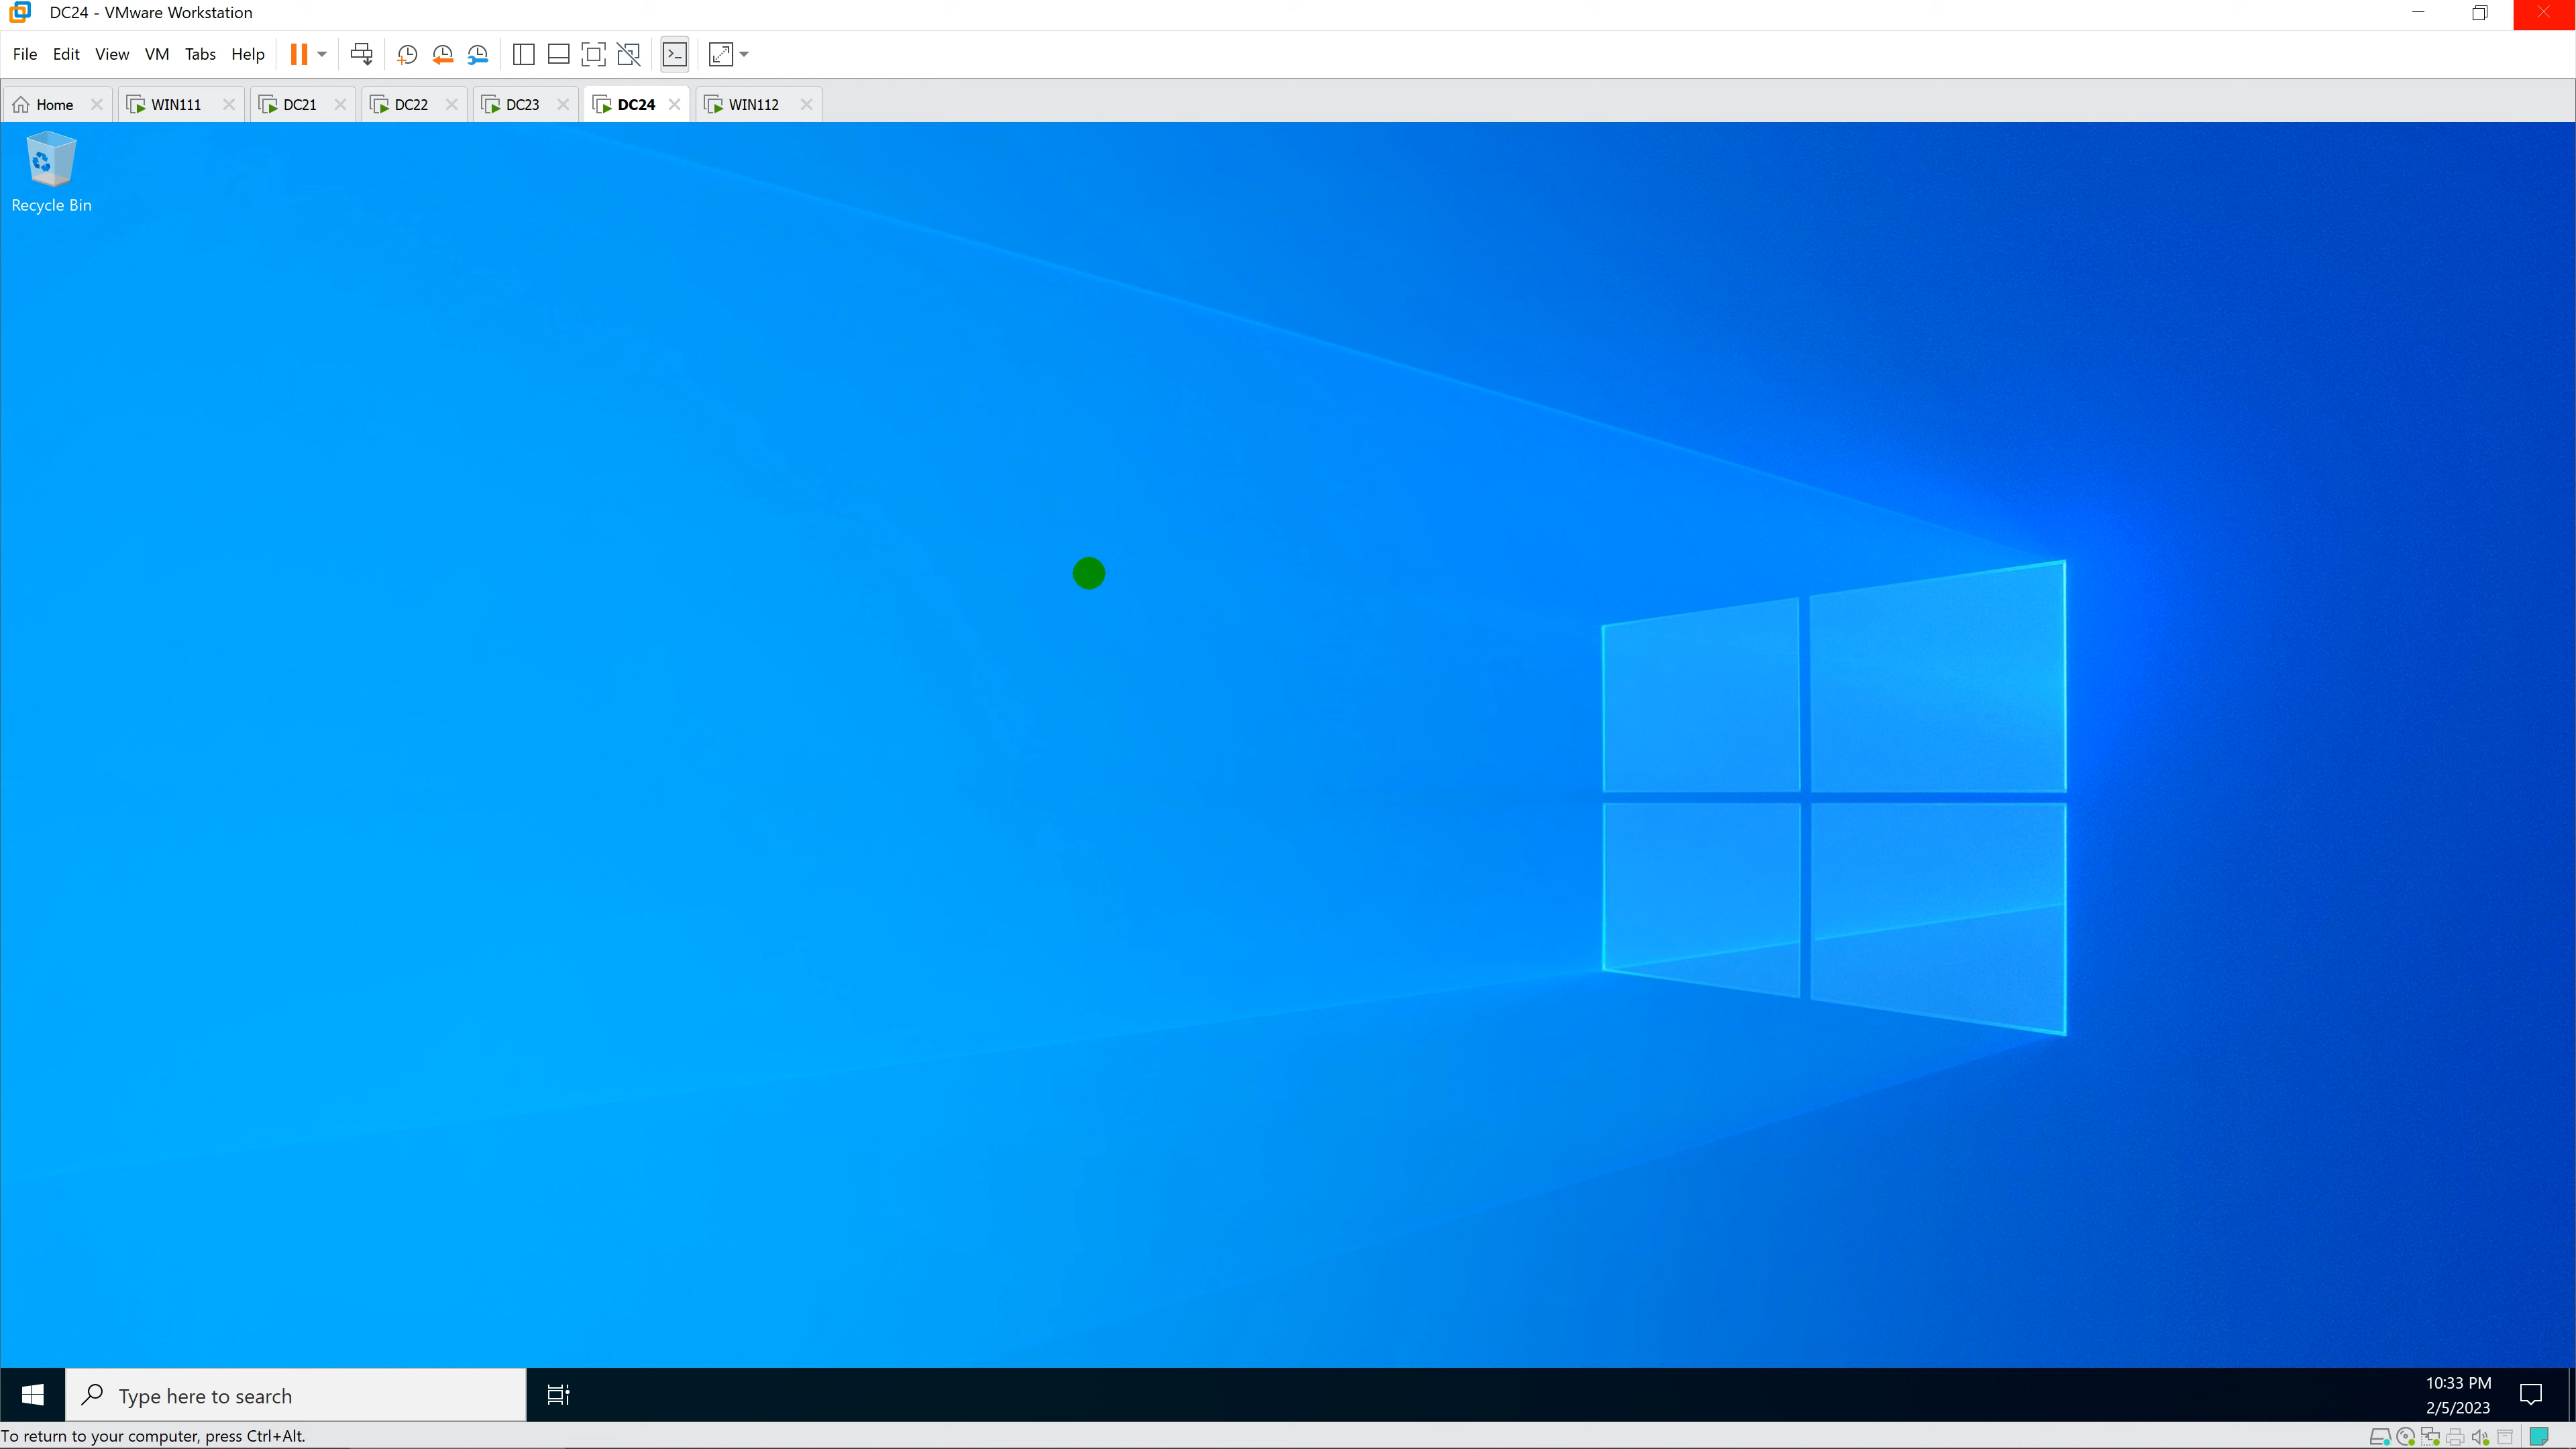 DC24 - VMware Workstation
File Edit View VM Tabs Help
Home WIN111 DC21 DC22 DC23 DC24 WIN112
Recycle Bin
Type here to search
10:33 PM
2/5/2023
To return to your computer, press Ctrl+Alt.